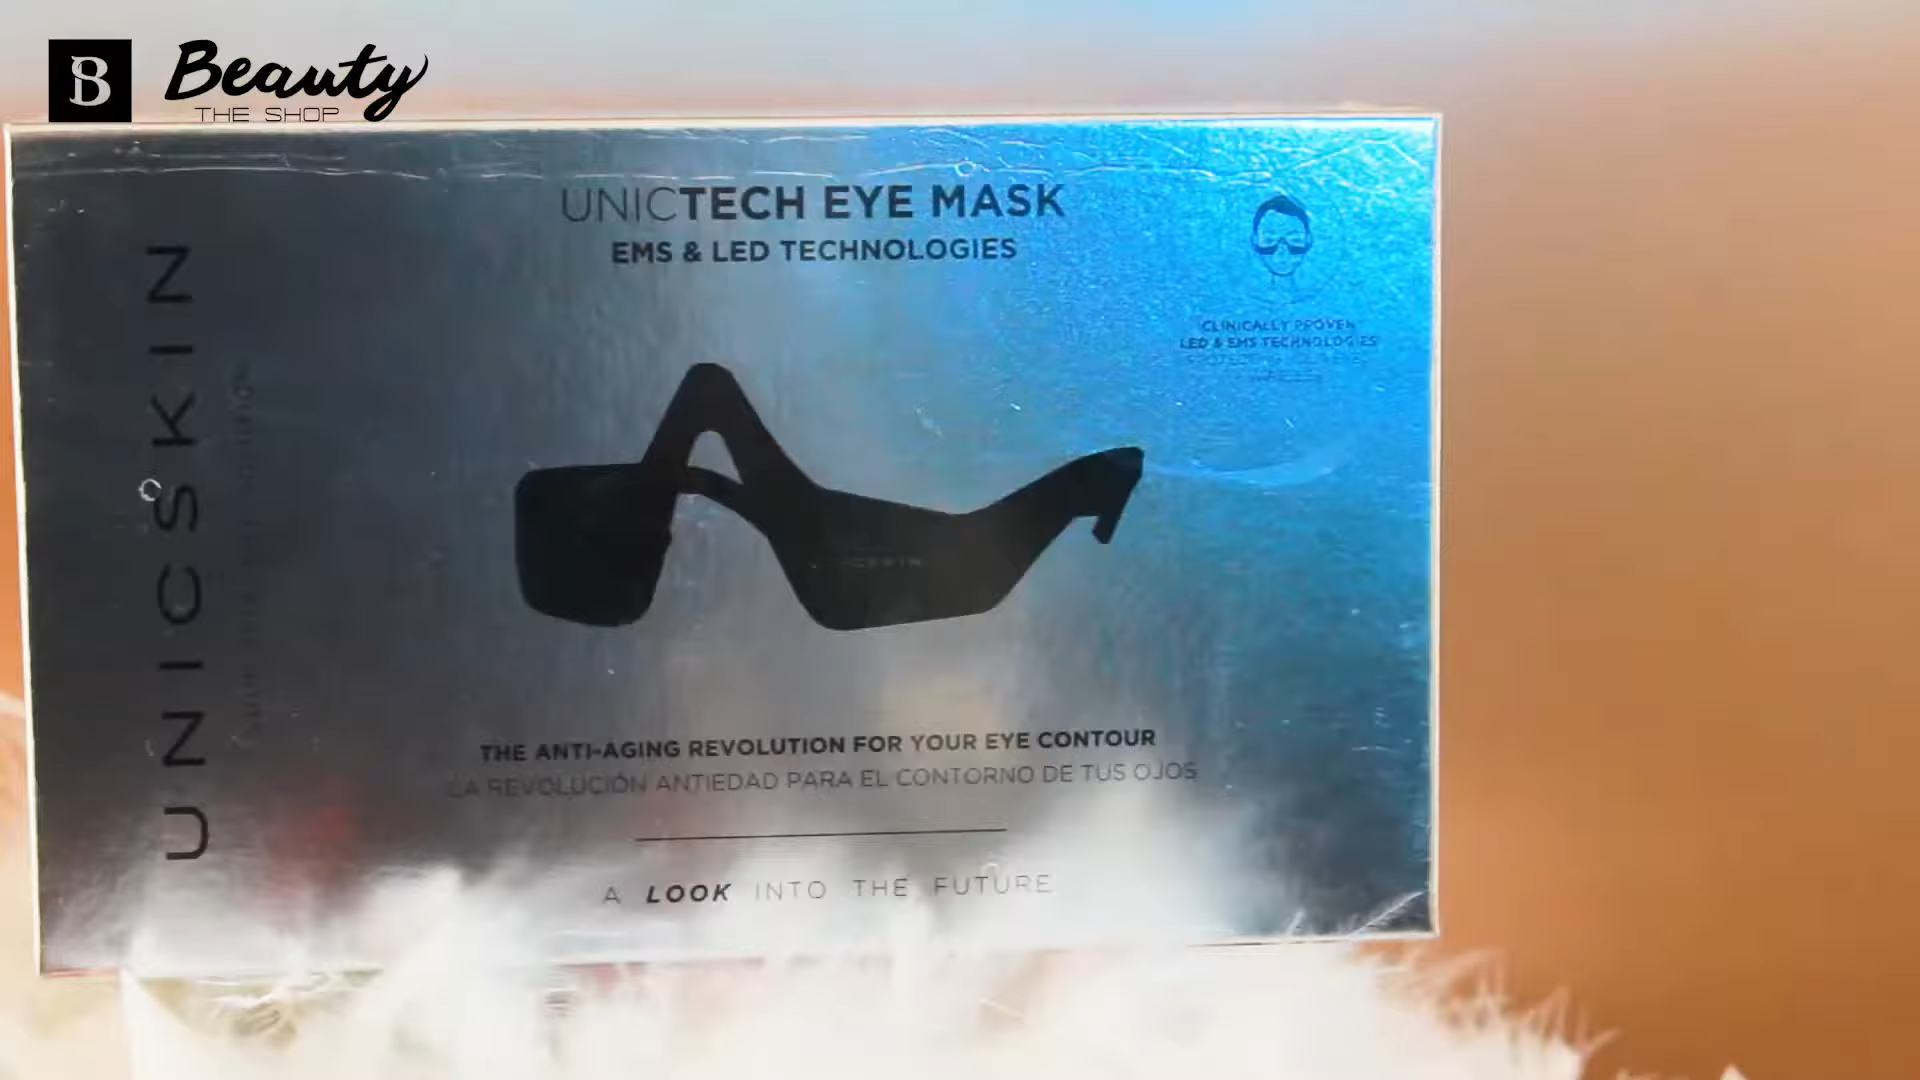 B Beauty
THE SHOP
UNICTECH EYE MASK
EMS & LED TECHNOLOGIES
CLINICALLY PROVEN
LED & EMS TECHNOLOGIES
UNICSKIN
THE ANTI-AGING REVOLUTION FOR YOUR EYE CONTOUR
LA REVOLUCIÓN ANTIEDAD PARA EL CONTORNO DE TUS OJOS
A LOOK INTO THE FUTURE